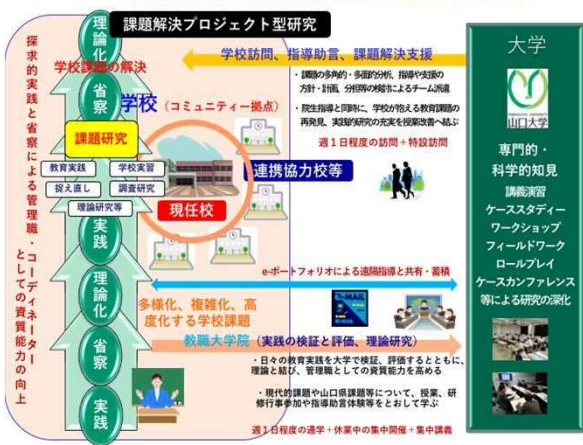 課題解決プロジェクト型研究
探求的実践と省察による管理職・コーディネーター
としての資質能力の向上
理論化
省察
実践
理論化
省察
実践
学校課題の解決
学校
(コミュニティー拠点)
課題研究
教育実践
学校実習
捉え直し
調査研究
理論研究等
現任校
連携協力校等
学校訪問、指導助言、課題解決支援
・課題の多角的・多面的分析、指導や支援の
方針・計画、分担等の検討によるチーム派遣
・院生指導と同時に、学校が抱える教育課題の
再発見、実践的研究の充実を授業改善へ結ぶ
週1日程度の訪問+特設訪問
e-ポートフォリオによる遠隔指導と共有・蓄積
E-MAIL
多様化、複雑化、高
度化する学校課題
教職大学院(実践の検証と評価、理論研究)
・日々の教育実践を大学で検証、評価するとともに、
理論と結び、管理職としての資質能力を高める
・現代的課題や山口県課題等について、授業、研
修行事参加や指導助言体験等をとおして学ぶ
週1日程度の通学+休業中の集中開催+集中講義
大学
山口大学
専門的・
科学的知見
講義演習
ケーススタディー
ワークショップ
フィールドワーク
ロールプレイ
ケースカンファレンス
等による研究の深化